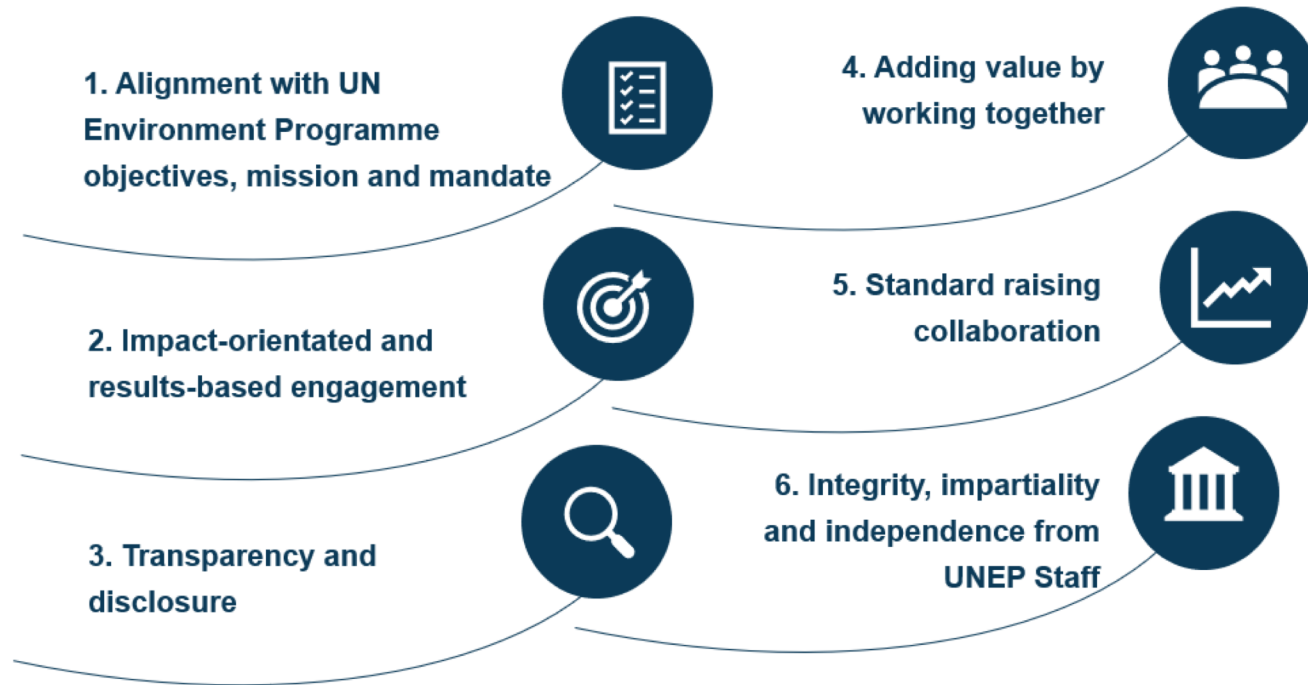 1. Alignment with UN
Environment Programme
objectives, mission and mandate
2. Impact-orientated and
results-based engagement
3. Transparency and
disclosure
4. Adding value by
working together
5. Standard raising
collaboration
6. Integrity, impartiality
and independence from
UNEP Staff